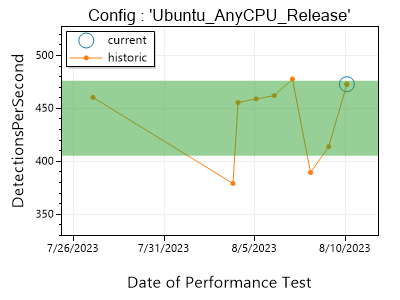 Config : 'Ubuntu_AnyCPU_Release'
current
historic
DetectionsPerSecond
500
450
400
350
7/26/2023
7/31/2023
8/5/2023
8/10/2023
Date of Performance Test